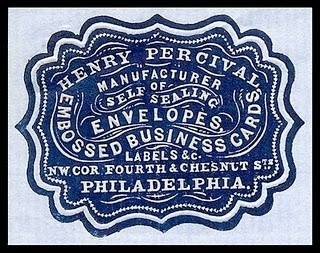 HENRY PERCIVAL,
MANUFACTURER
OF
SELF SEALING
ENVELOPES,
EMBOSSED BUSINESS CARDS,
LABELS &C.
N.W. COR. FOURTH & CHESNUT STS
PHILADELPHIA.